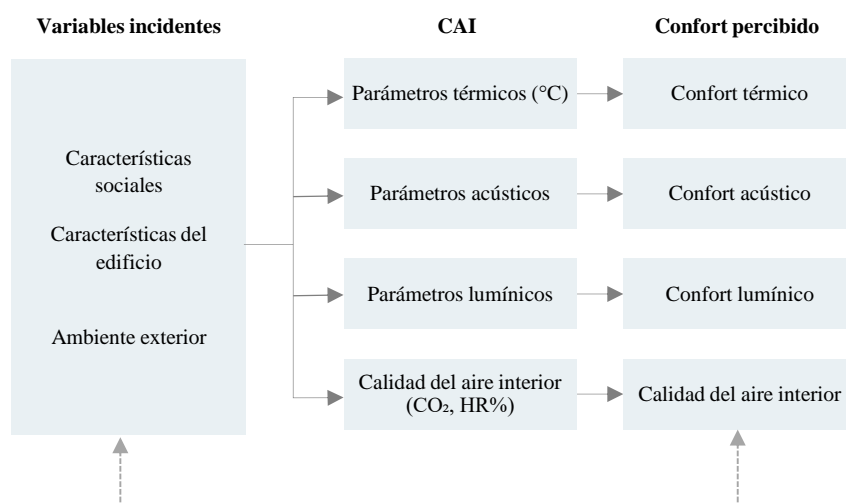 Variables incidentes
CAI
Confort percibido
Características
sociales
Características del
edificio
Ambiente exterior
Parámetros térmicos (°C)
Parámetros acústicos
Parámetros lumínicos
Calidad del aire interior
(CO₂, HR%)
Confort térmico
Confort acústico
Confort lumínico
Calidad del aire interior